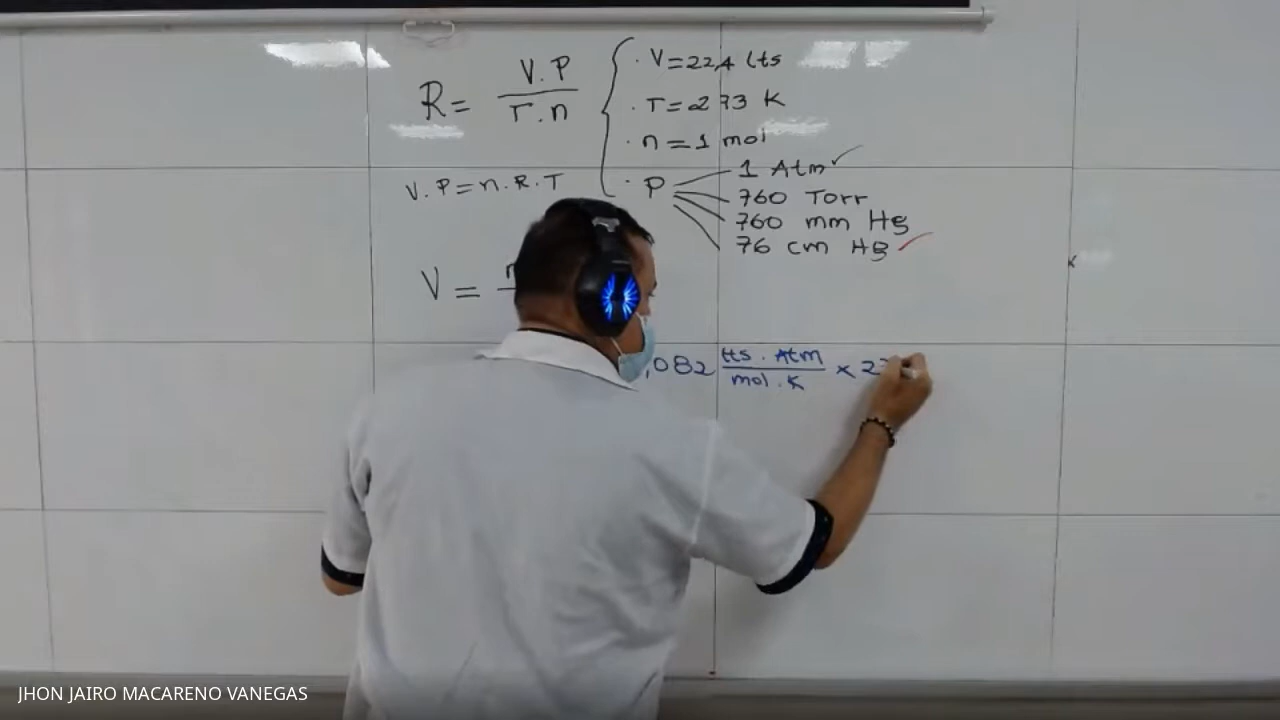 R = V.P / T.n
V = 22,4 lts
T = 273 K
n = 1 mol
P
1 Atm ✓
760 Torr
760 mm Hg
76 cm Hg ✓
V.P = n.R.T
V = n
,082 lts . Atm / mol . K x 2
x
JHON JAIRO MACARENO VANEGAS